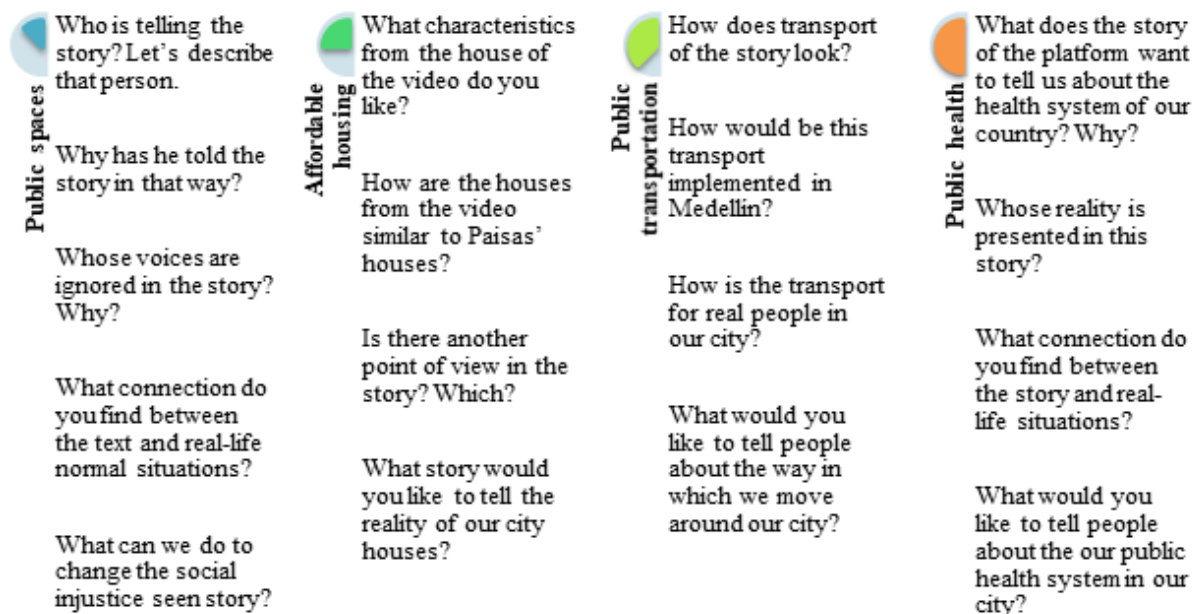 Public spaces
Who is telling the
story? Let's describe
that person.
Why has he told the
story in that way?
Whose voices are
ignored in the story?
Why?
What connection do
you find between
the text and real-life
normal situations?
What can we do to
change the social
injustice seen story?
Affordable
housing
What characteristics
from the house of
the video do you
like?
How are the houses
from the video
similar to Paisas'
houses?
Is there another
point of view in the
story? Which?
What story would
you like to tell the
reality of our city
houses?
Public
transportation
How does transport
of the story look?
How would be this
transport
implemented in
Medellin?
How is the transport
for real people in
our city?
What would you
like to tell people
about the way in
which we move
around our city?
Public health
What does the story
of the platform want
to tell us about the
health system of our
country? Why?
Whose reality is
presented in this
story?
What connection do
you find between
the story and real-
life situations?
What would you
like to tell people
about the our public
health system in our
city?